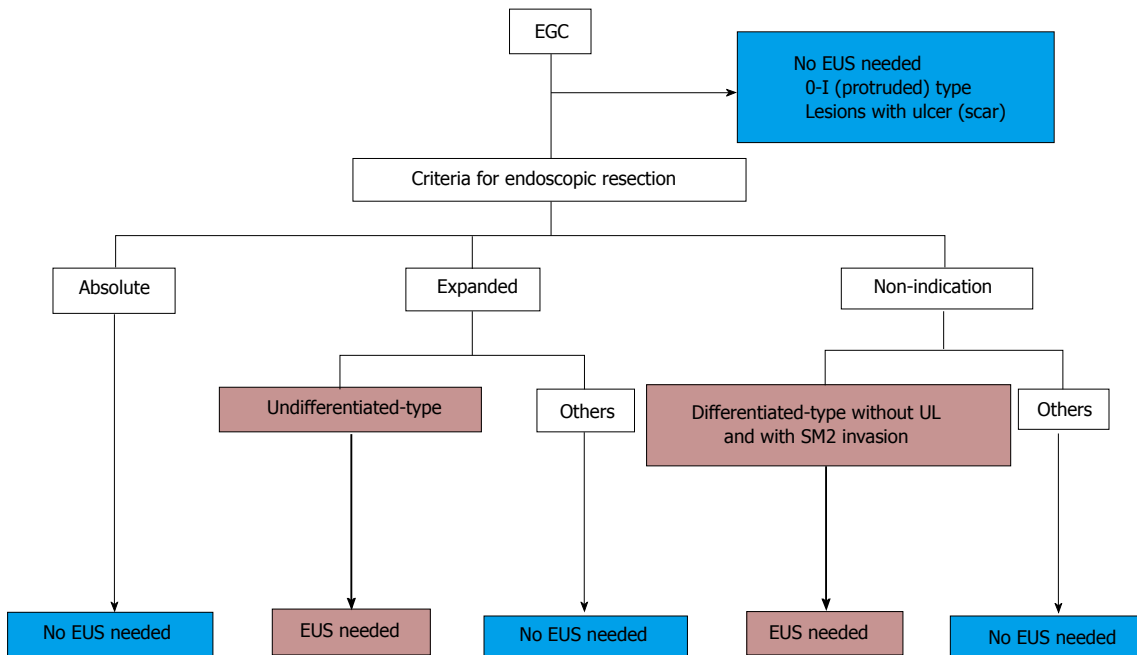 EGC
No EUS needed
0-I (protruded) type
Lesions with ulcer (scar)
Criteria for endoscopic resection
Absolute
Expanded
Non-indication
Undifferentiated-type
Others
Differentiated-type without UL
and with SM2 invasion
Others
No EUS needed
EUS needed
No EUS needed
EUS needed
No EUS needed